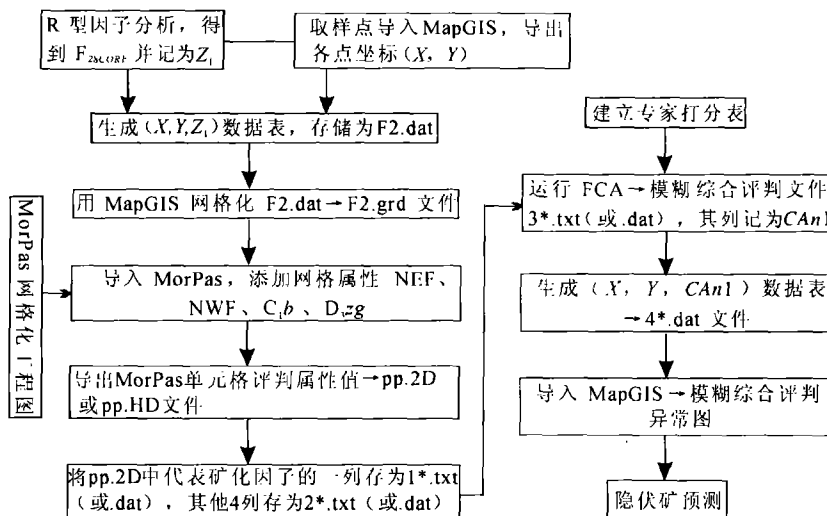 R 型因子分析，得
到 F2SCORE 并记为Z₁
取样点导入MapGIS，导出
各点坐标(X，Y)
生成(X,Y,Z₁)数据表，存储为F2.dat
用 MapGIS 网格化 F2.dat→F2.grd 文件
MorPas网格化工程图
导入 MorPas，添加网格属性 NEF、
NWF、C₁b、D₃zg
导出MorPas单元格评判属性值→pp.2D
或pp.HD文件
将pp.2D中代表矿化因子的一列存为1*.txt
(或.dat)，其他4列存为2*.txt (或.dat)
建立专家打分表
运行 FCA→模糊综合评判文件
3*.txt(或.dat)，其列记为CAn1
生成 (X，Y，CAn1) 数据表
→4*.dat 文件
导入 MapGIS→模糊综合评判
异常图
隐伏矿预测